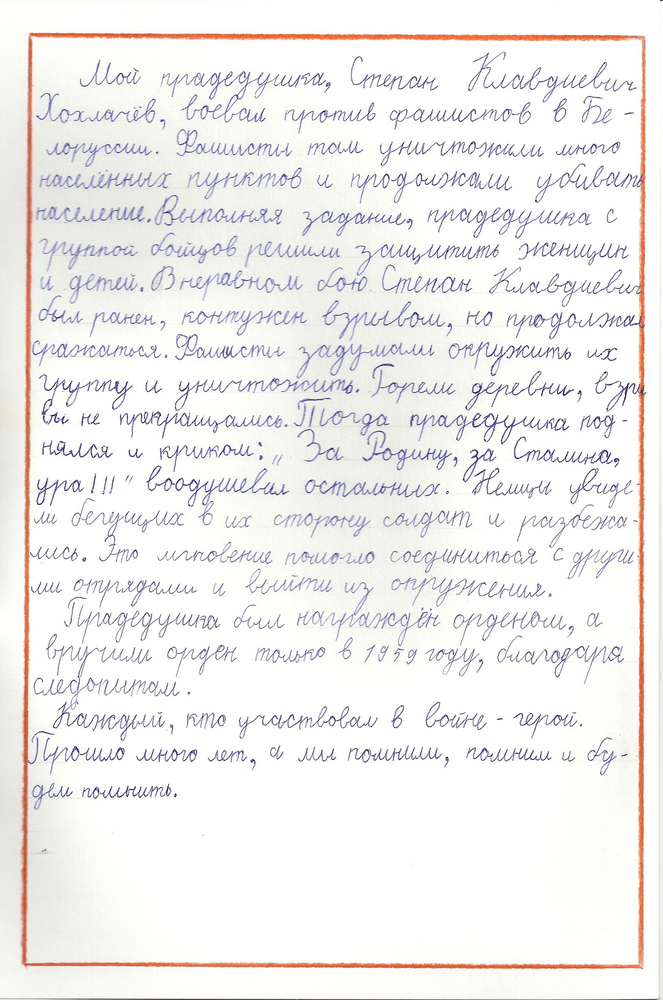 Мой прадедушка, Степан Клавдиевич
Хохлачёв, воевал против фашистов в Бе-
лоруссии. Фашисты там уничтожили много
населённых пунктов и продолжали убивать
население. Выполняя задание, прадедушка с
группой бойцов решили защитить женщин
и детей. В неравном бою Степан Клавдиевич
был ранен, контужен взрывом, но продолжал
сражаться. Фашисты задумали окружить их
группу и уничтожить. Горели деревни, взры
вы не прекращались. Тогда прадедушка под-
нялся и криком: „ За Родину, за Сталина,
ура!!!" воодушевил остальных. Немцы увиде-
ли бегущих в их сторону солдат и разбежа-
лись. Это мгновение помогло соединиться с други-
ми отрядами и выйти из окружения.
Прадедушка был награждён орденом, а
вручили орден только в 1959 году, благодаря
следопытам.
Каждый, кто участвовал в войне - герой.
Прошло много лет, а мы помнили, помним и бу-
дем помнить.